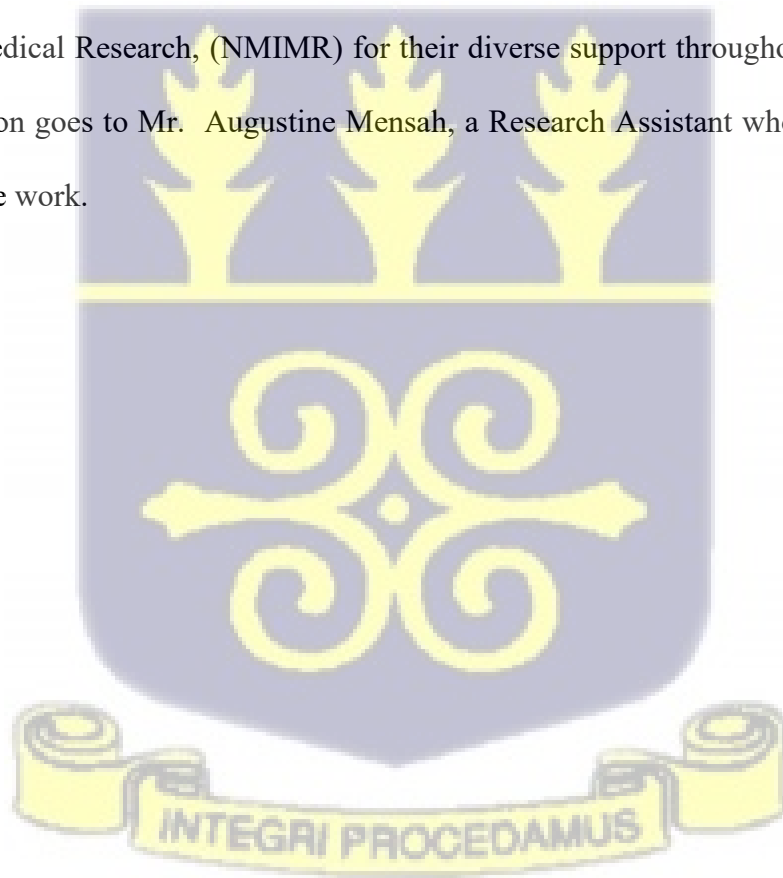 edical Research, (NMIMR) for their diverse support througho
on goes to Mr. Augustine Mensah, a Research Assistant who
e work.
INTEGRI PROCEDAMUS